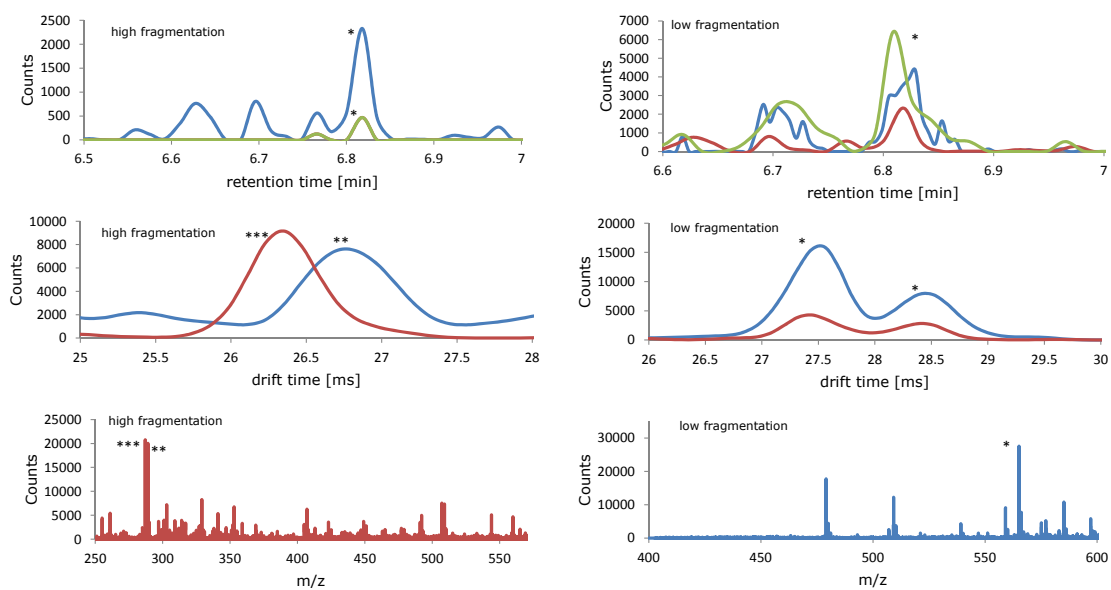 high fragmentation
Counts
2500
2000
1500
1000
500
0
*
*
6.5 6.6 6.7 6.8 6.9 7
retention time [min]
low fragmentation
Counts
7000
6000
5000
4000
3000
2000
1000
0
*
6.6 6.7 6.8 6.9 7
retention time [min]
high fragmentation
Counts
10000
8000
6000
4000
2000
0
*** **
25 25.5 26 26.5 27 27.5 28
drift time [ms]
low fragmentation
Counts
20000
15000
10000
5000
0
*
*
26 26.5 27 27.5 28 28.5 29 29.5 30
drift time [ms]
high fragmentation
Counts
25000
20000
15000
10000
5000
0
*** **
250 300 350 400 450 500 550
m/z
low fragmentation
Counts
30000
20000
10000
0
*
400 450 500 550 600
m/z